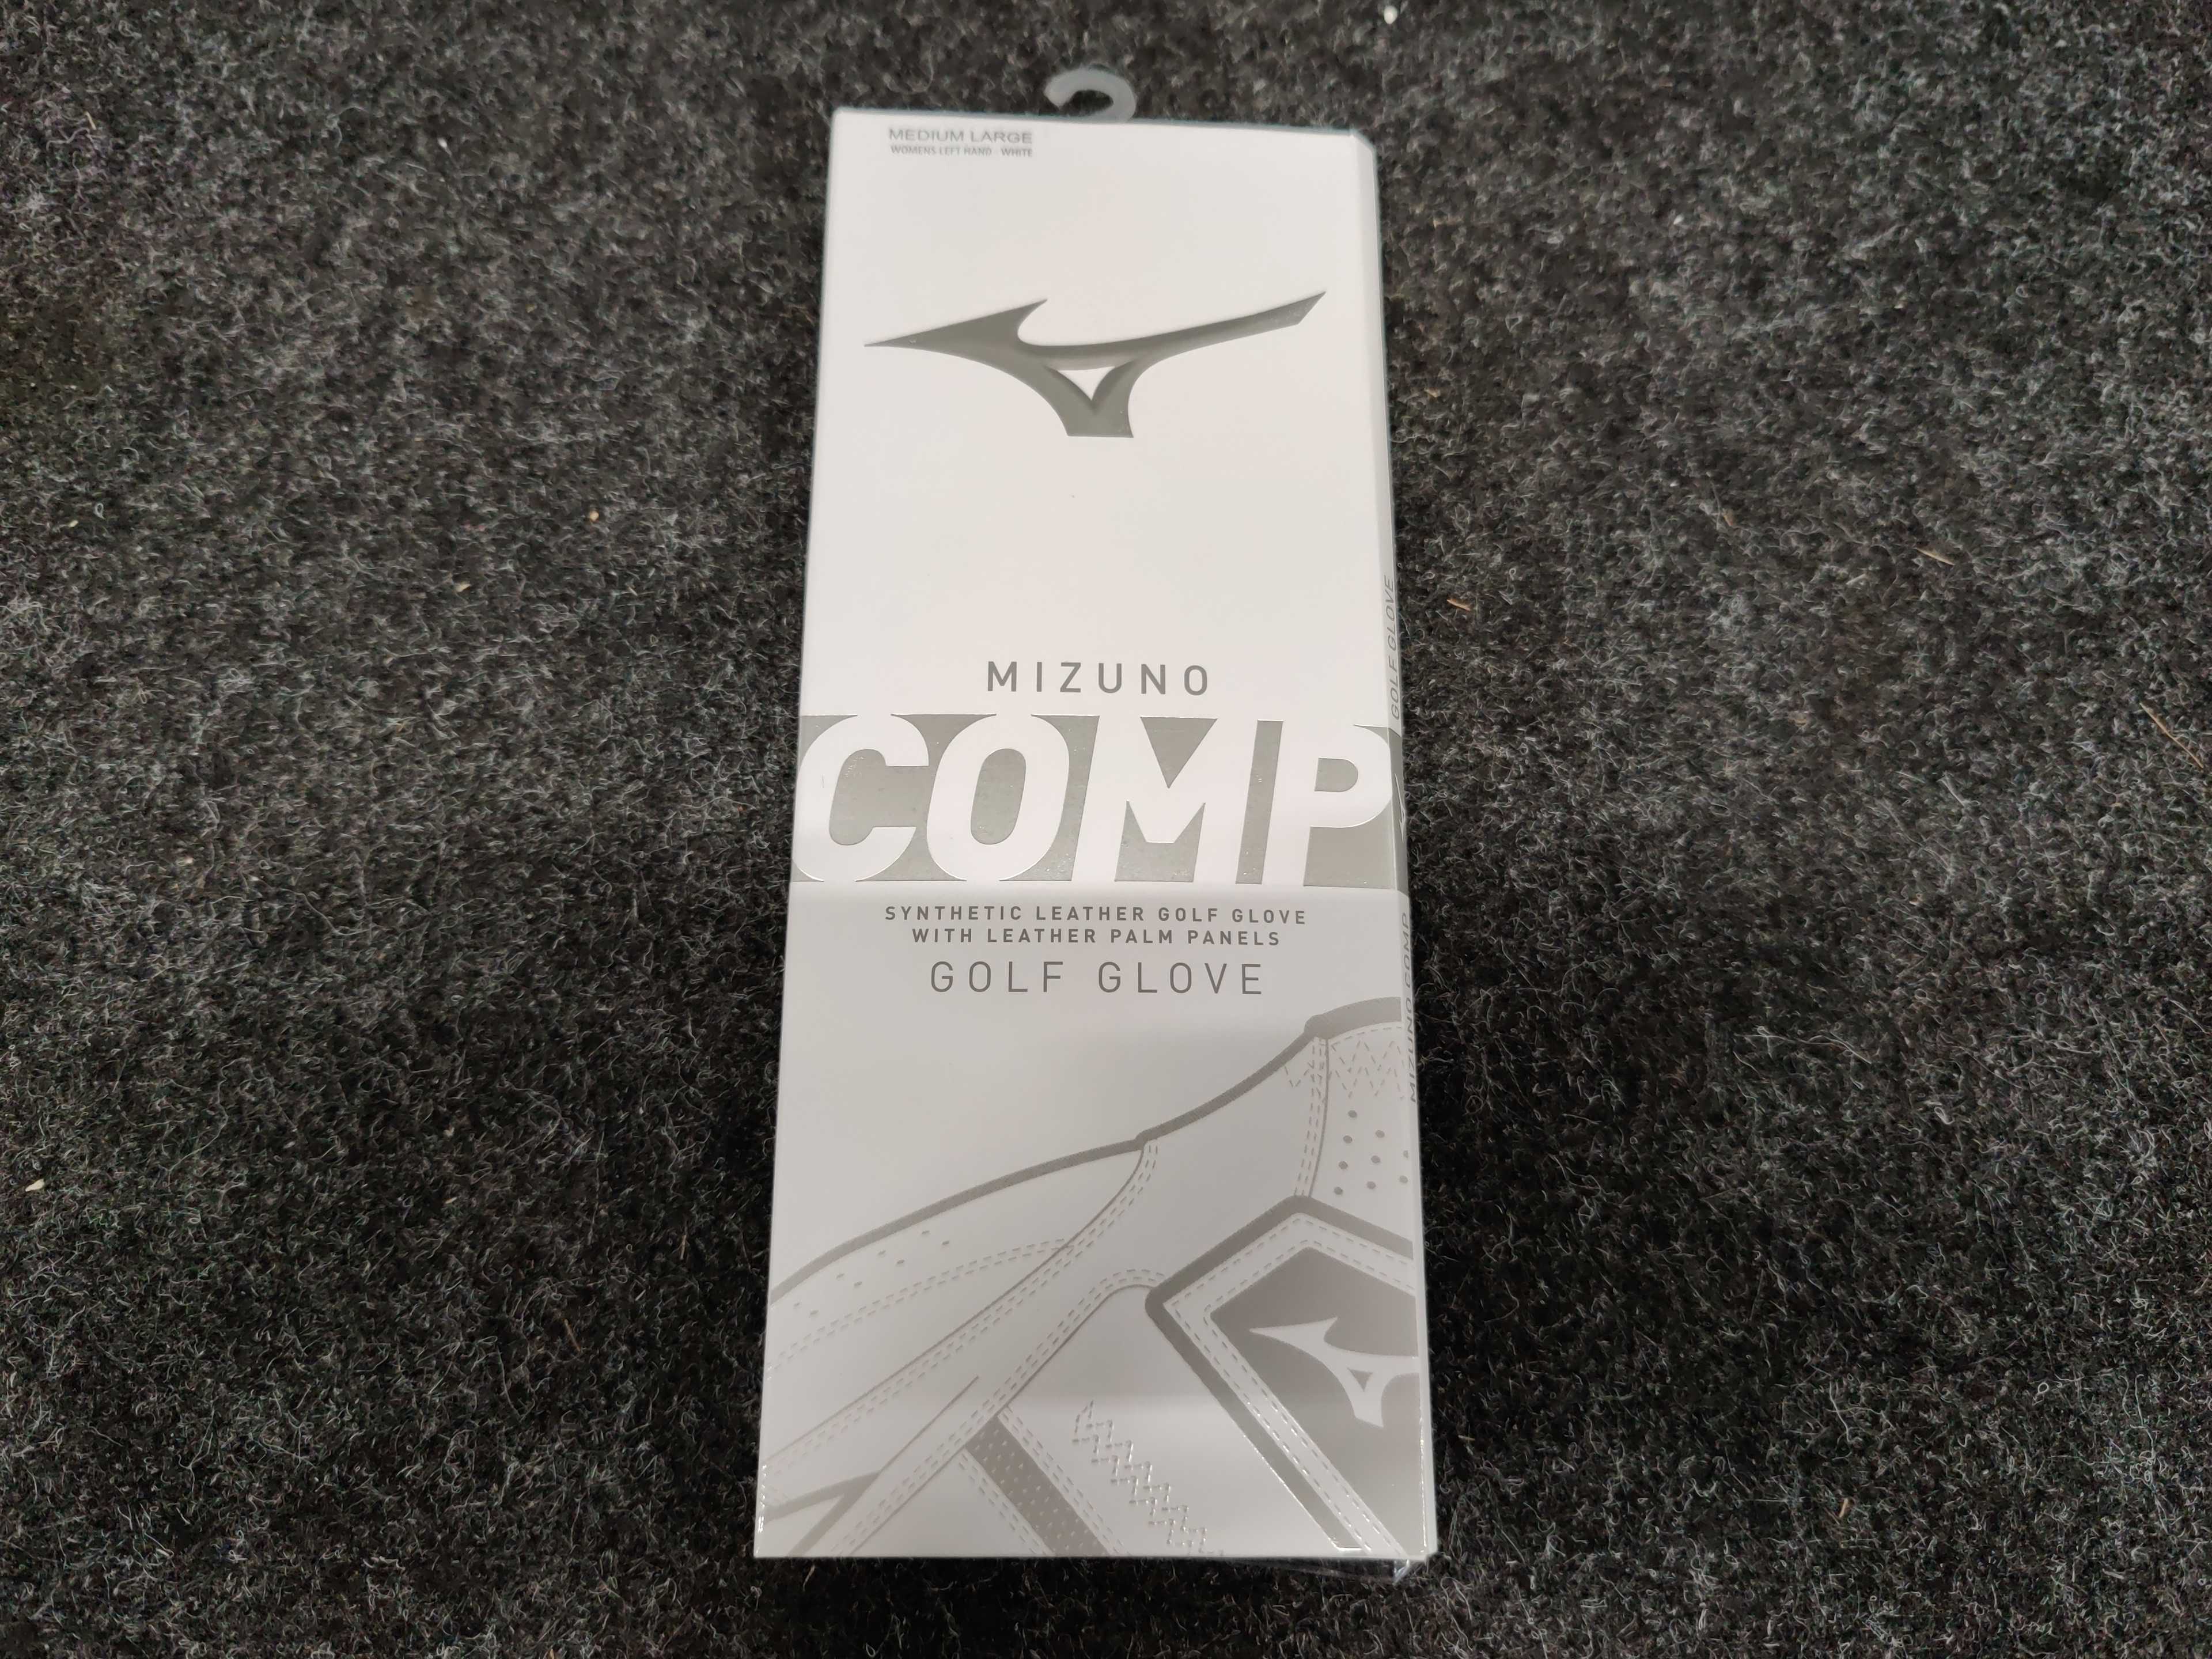 MEDIUM LARGE
WOMENS LEFT HAND - WHITE
MIZUNO
COMP
SYNTHETIC LEATHER GOLF GLOVE
WITH LEATHER PALM PANELS
GOLF GLOVE
MIZUNO COMP
GOLF GLOVE